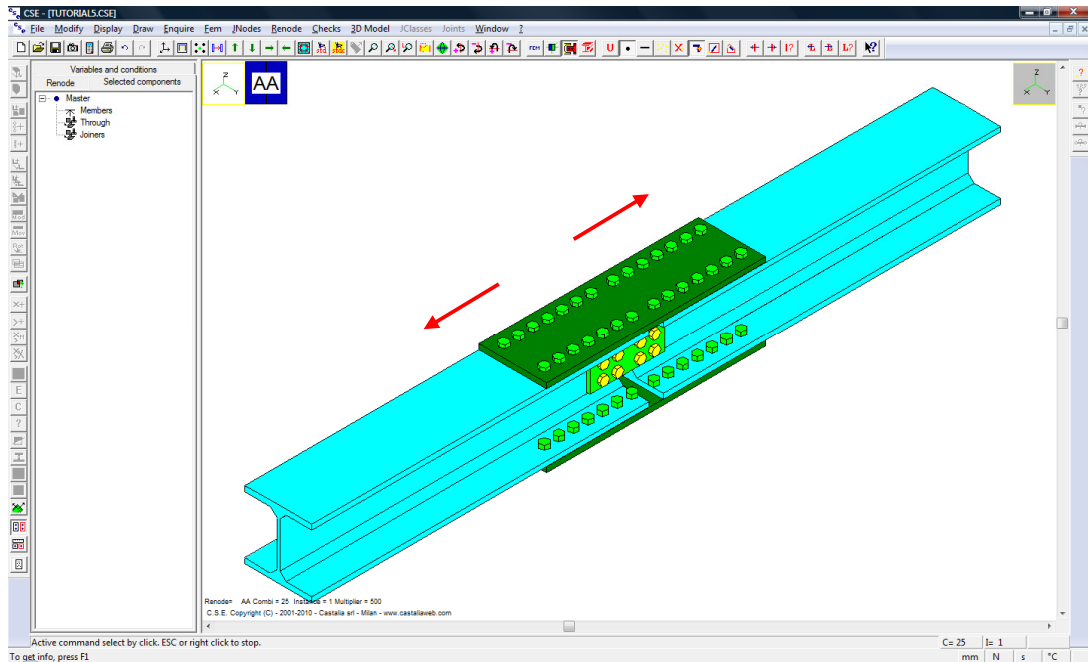 CSE - [TUTORIAL5.CSE]
File Modify Display Draw Enquire Fem JNodes Renode Checks 3D Model JClasses Joints Window ?
FEM U I? L? 
Variables and conditions
Renode Selected components
Master
Members
Through
Joiners
Z
X Y
AA
Z
X Y
E
C
?
Renode= AA Combi = 25 Instance = 1 Multiplier = 500
C.S.E. Copyright (C) - 2001-2010 - Castalia srl - Milan - www.castaliaweb.com
Active command select by click. ESC or right click to stop.
C= 25 I= 1
To get info, press F1
mm N s °C